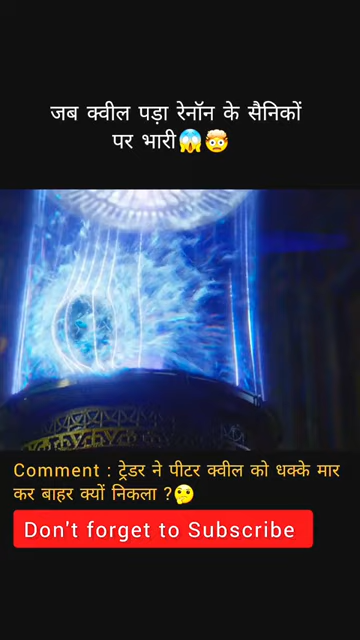 जब क्वील पड़ा रेनॉन के सैनिकों
पर भारी😱🤯
Comment : ट्रेडर ने पीटर क्वील को धक्के मार
कर बाहर क्यों निकला ?🤔
Don't forget to Subscribe